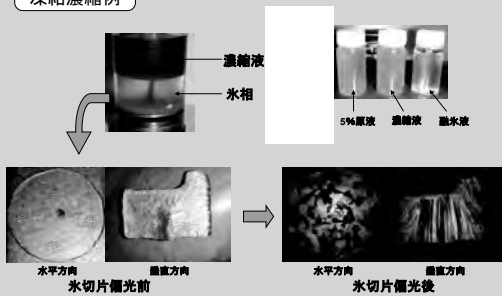 凍結濃縮例
濃縮液
氷相
5%原液
濃縮液
融氷液
水平方向
垂直方向
氷切片偏光前
水平方向
垂直方向
氷切片偏光後